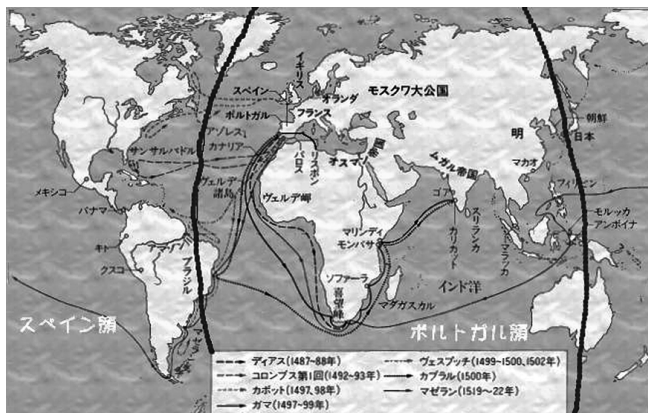 イギリス
スペイン
オランダ
モスクワ大公国
ポルトガル
フランス
朝鮮
アゾレス
日本
サンサルバドル
カナリア
パロス
リスボン
オスマン帝国
明
ムガル帝国
マカオ
メキシコ
ヴェルデ諸島
ヴェルデ岬
ゴア
フィリピン
パナマ
カリカット
スリランカ
マラッカ
モルッカ
アンボイナ
マリンディ
モンバサ
キト
アマゾン
クスコ
ブラジル
ソファーラ
喜望峰
マダガスカル
インド洋
スペイン領
ポルトガル領
ディアス(1487~88年)
コロンブス第1回(1492~93年)
カボット(1497、98年)
ガマ(1497~99年)
ヴェスプッチ(1499~1500、1502年)
カブラル(1500年)
マゼラン(1519~22年)